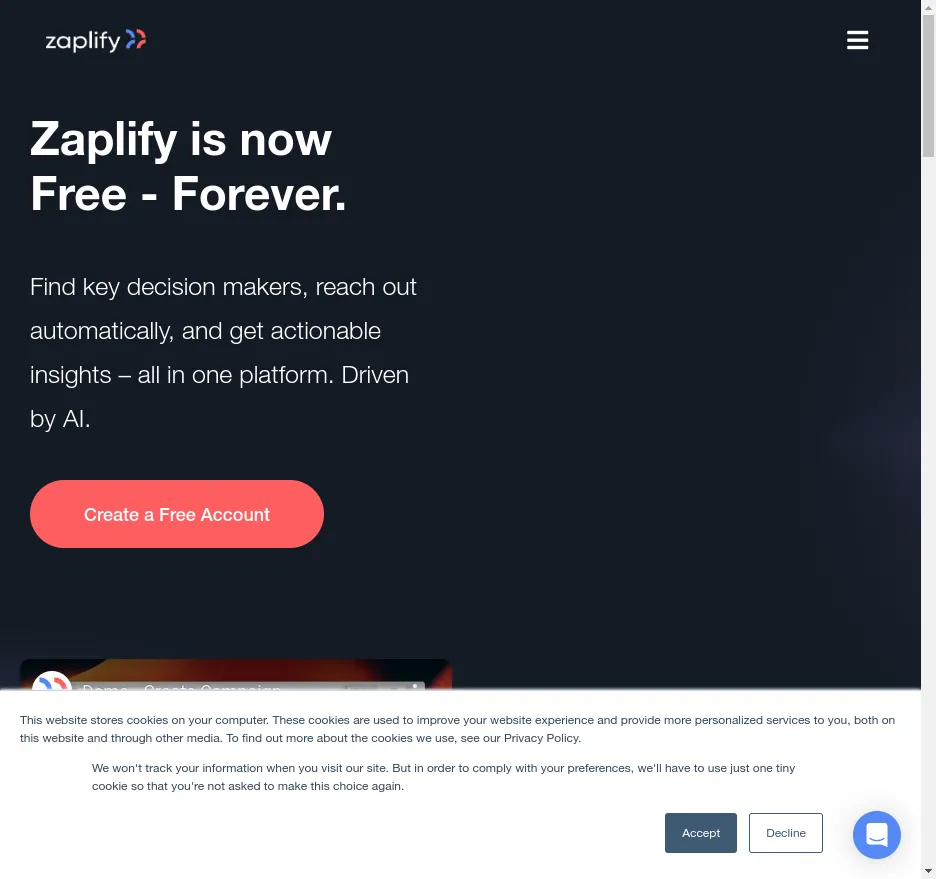 zaplify
Zaplify is now
Free - Forever.
Find key decision makers, reach out
automatically, and get actionable
insights – all in one platform. Driven
by AI.
Create a Free Account
Demo - Create Campaign
This website stores cookies on your computer. These cookies are used to improve your website experience and provide more personalized services to you, both on
this website and through other media. To find out more about the cookies we use, see our Privacy Policy.
We won't track your information when you visit our site. But in order to comply with your preferences, we'll have to use just one tiny
cookie so that you're not asked to make this choice again.
Accept
Decline